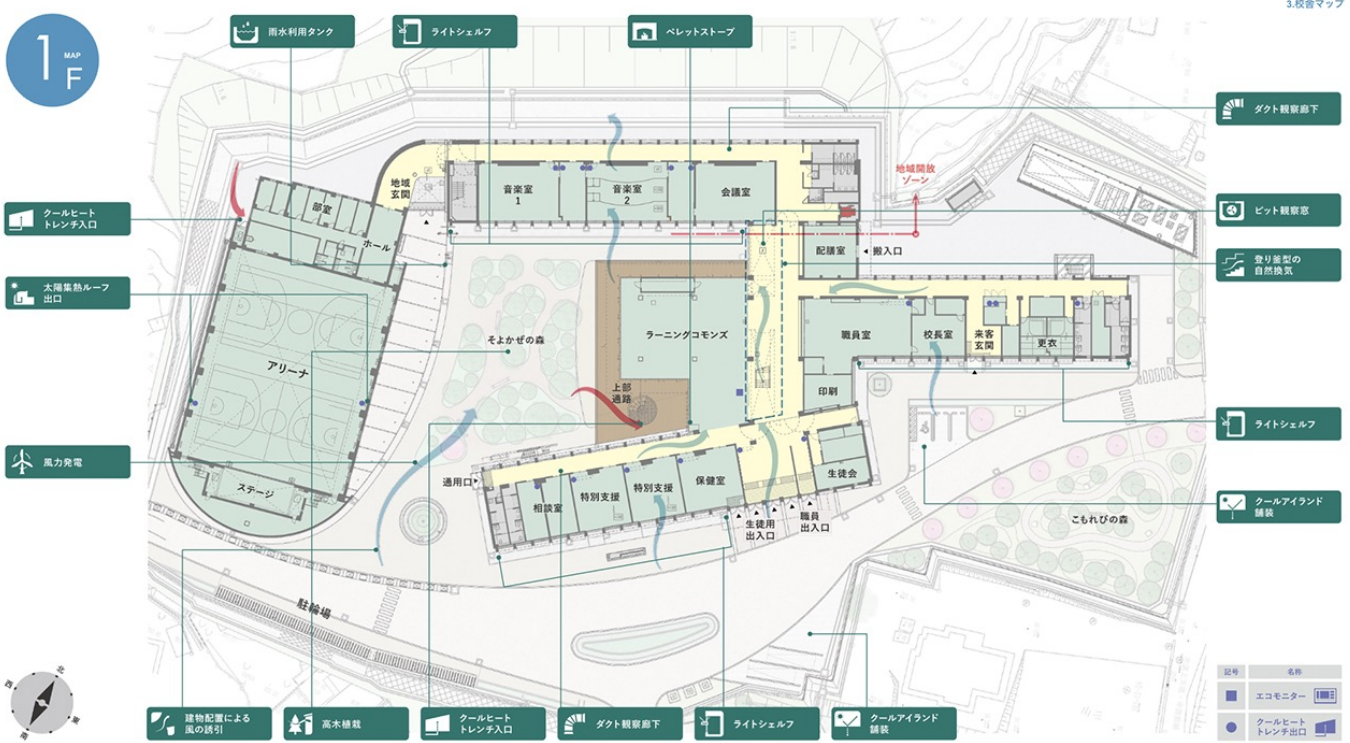 3.校舎マップ
1
MAP
F
雨水利用タンク
ライトシェルフ
ペレットストーブ
ダクト観察廊下
地域開放
ゾーン
地域
玄関
音楽室
1
音楽室
2
会議室
部室
ホール
クールヒート
トレンチ入口
ピット観察窓
配膳室
搬入口
登り釜型の
自然換気
太陽集熱ルーフ
出口
そよかぜの森
ラーニングコモンズ
職員室
校長室
来客
玄関
更衣
アリーナ
上部
通路
印刷
ライトシェルフ
風力発電
通用口
ステージ
相談室
特別支援
特別支援
保健室
生徒会
生徒用
出入口
職員
出入口
クールアイランド
舗装
こもれびの森
駐輪場
北
西
東
南
建物配置による
風の誘引
高木植栽
クールヒート
トレンチ入口
ダクト観察廊下
ライトシェルフ
クールアイランド
舗装
記号
名称
エコモニター
クールヒート
トレンチ出口